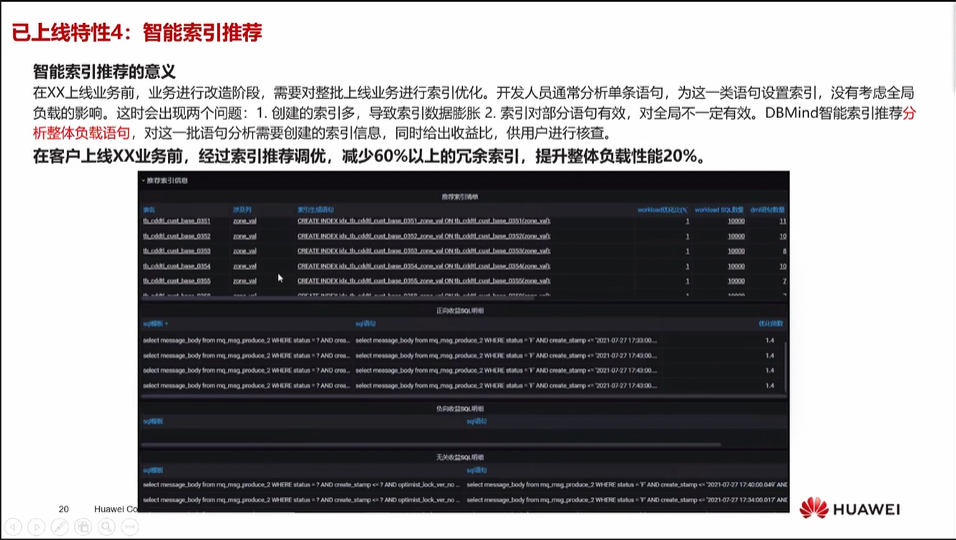 已上线特性4：智能索引推荐
智能索引推荐的意义
在XX上线业务前，业务进行改造阶段，需要对整批上线业务进行索引优化。开发人员通常分析单条语句，为这一类语句设置索引，没有考虑全局
负载的影响。这时会出现两个问题：1. 创建的索引多，导致索引数据膨胀 2. 索引对部分语句有效，对全局不一定有效。DBMind智能索引推荐分
析整体负载语句，对这一批语句分析需要创建的索引信息，同时给出收益比，供用户进行核查。
在客户上线XX业务前，经过索引推荐调优，减少60%以上的冗余索引，提升整体负载性能20%。
推荐索引信息
推荐索引清单
表名 涉及列 索引生成语句 workload优化比(% workload SQL数量 dml语句数量
tb_cddtl_cust_base_0351 zone_val CREATE INDEX idx_tb_cddtl_cust_base_0351_zone_val ON tb_cddtl_cust_base_0351(zone_val); 1 10000 11
tb_cddtl_cust_base_0352 zone_val CREATE INDEX idx_tb_cddtl_cust_base_0352_zone_val ON tb_cddtl_cust_base_0352(zone_val); 1 10000 10
tb_cddtl_cust_base_0353 zone_val CREATE INDEX idx_tb_cddtl_cust_base_0353_zone_val ON tb_cddtl_cust_base_0353(zone_val); 1 10000 8
tb_cddtl_cust_base_0354 zone_val CREATE INDEX idx_tb_cddtl_cust_base_0354_zone_val ON tb_cddtl_cust_base_0354(zone_val); 1 10000 10
tb_cddtl_cust_base_0355 zone_val CREATE INDEX idx_tb_cddtl_cust_base_0355_zone_val ON tb_cddtl_cust_base_0355(zone_val); 1 10000 7
正向收益SQL明细
sql模板 sql语句 优化倍数
select message_body from mq_msg_produce_2 WHERE status = ? AND crea... select message_body from mq_msg_produce_2 WHERE status = 'F' AND create_stamp <= '2021-07-27 17:33:00.... 1.4
select message_body from mq_msg_produce_2 WHERE status = ? AND crea... select message_body from mq_msg_produce_2 WHERE status = 'F' AND create_stamp <= '2021-07-27 17:43:00.... 1.4
select message_body from mq_msg_produce_2 WHERE status = ? AND crea... select message_body from mq_msg_produce_2 WHERE status = 'F' AND create_stamp <= '2021-07-27 17:43:00.... 1.4
select message_body from mq_msg_produce_2 WHERE status = ? AND crea... select message_body from mq_msg_produce_2 WHERE status = 'F' AND create_stamp <= '2021-07-27 17:43:00.... 1.4
负向收益SQL明细
sql模板 sql语句
无关收益SQL明细
sql模板 sql语句
select message_body from mq_msg_produce_2 WHERE status = ? AND create_stamp <= ? AND optimist_lock_ver_no ... select message_body from mq_msg_produce_2 WHERE status = 'F' AND create_stamp <= '2021-07-27 17:40:00.049' AND
select message_body from mq_msg_produce_2 WHERE status = ? AND create_stamp <= ? AND optimist_lock_ver_no ... select message_body from mq_msg_produce_2 WHERE status = 'F' AND create_stamp <= '2021-07-27 17:34:00.017' AND
20 Huawei Co
HUAWEI